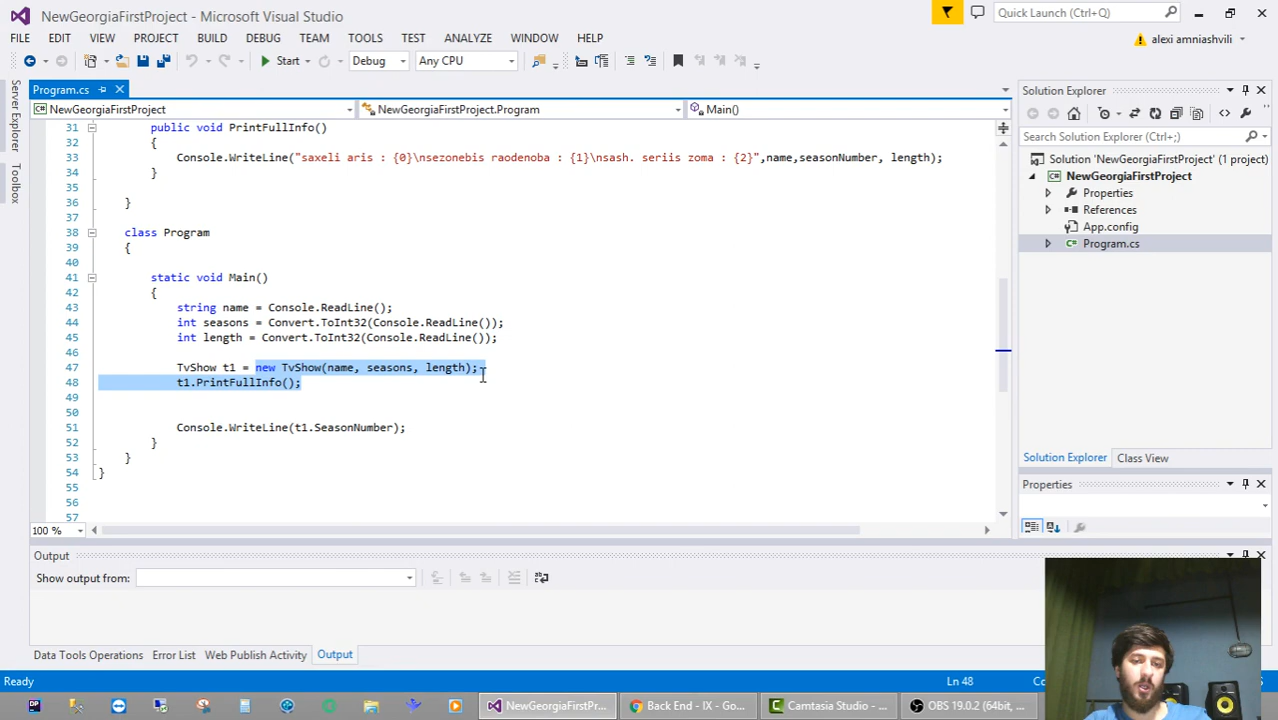 NewGeorgiaFirstProject - Microsoft Visual Studio
Quick Launch (Ctrl+Q)
FILE EDIT VIEW PROJECT BUILD DEBUG TEAM TOOLS TEST ANALYZE WINDOW HELP
alexi amniashvili
Start Debug Any CPU
Server Explorer
Toolbox
Program.cs
NewGeorgiaFirstProject NewGeorgiaFirstProject.Program Main()
31 public void PrintFullInfo()
32 {
33 Console.WriteLine("saxeli aris : {0}\nsezonebis raodenoba : {1}\nsash. seriis zoma : {2}",name,seasonNumber, length);
34 }
35
36 }
37
38 class Program
39 {
40
41 static void Main()
42 {
43 string name = Console.ReadLine();
44 int seasons = Convert.ToInt32(Console.ReadLine());
45 int length = Convert.ToInt32(Console.ReadLine());
46
47 TvShow t1 = new TvShow(name, seasons, length);
48 t1.PrintFullInfo();
49
50
51 Console.WriteLine(t1.SeasonNumber);
52 }
53 }
54 }
55
56
57
100 %
Solution Explorer
Search Solution Explorer (Ctrl+;)
Solution 'NewGeorgiaFirstProject' (1 project)
NewGeorgiaFirstProject
Properties
References
App.config
Program.cs
Solution Explorer Class View
Properties
Output
Show output from:
Data Tools Operations Error List Web Publish Activity Output
Ready Ln 48
NewGeorgiaFirstPr... Back End - IX - Go... Camtasia Studio - ... OBS 19.0.2 (64bit, ...